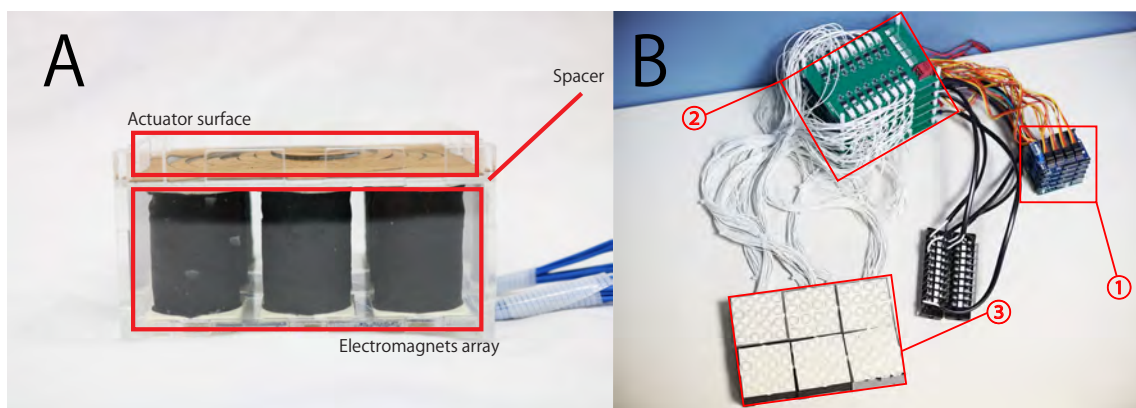 A
Spacer
Actuator surface
Electromagnets array
B
②
①
③